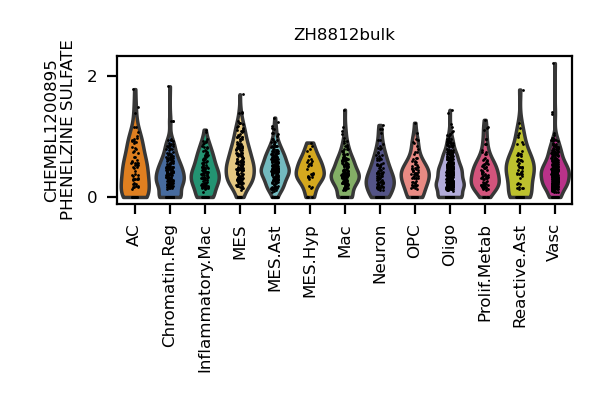 ZH8812bulk
CHEMBL1200895
PHENELZINE SULFATE
2
0
AC
Chromatin.Reg
Inflammatory.Mac
MES
MES.Ast
MES.Hyp
Mac
Neuron
OPC
Oligo
Prolif.Metab
Reactive.Ast
Vasc